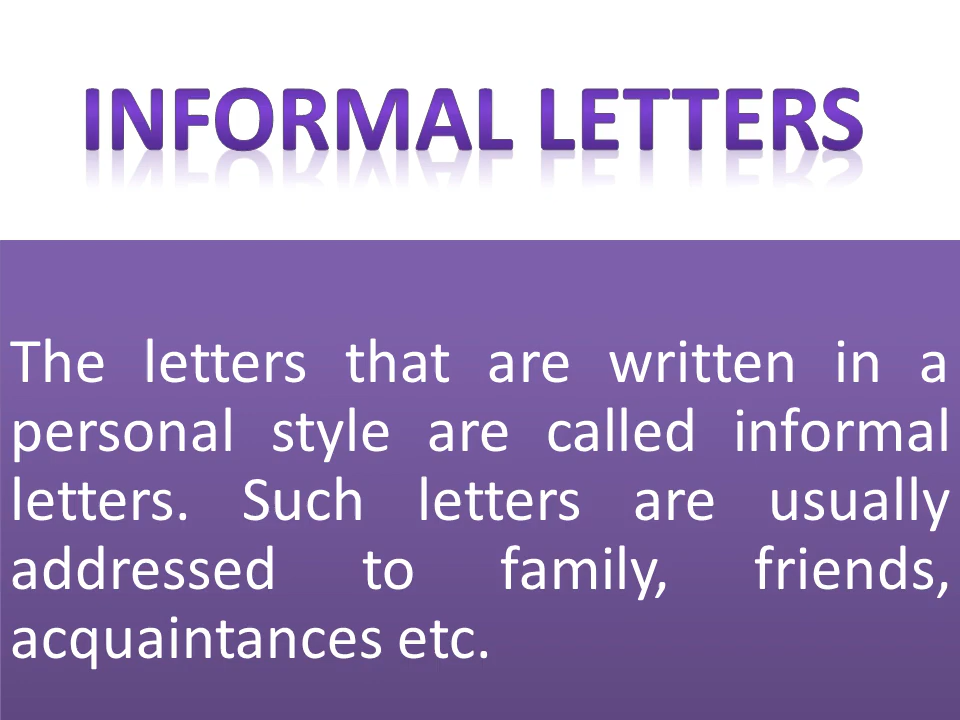 INFORMAL LETTERS
The letters that are written in a
personal style are called informal
letters. Such letters are usually
addressed to family, friends,
acquaintances etc.